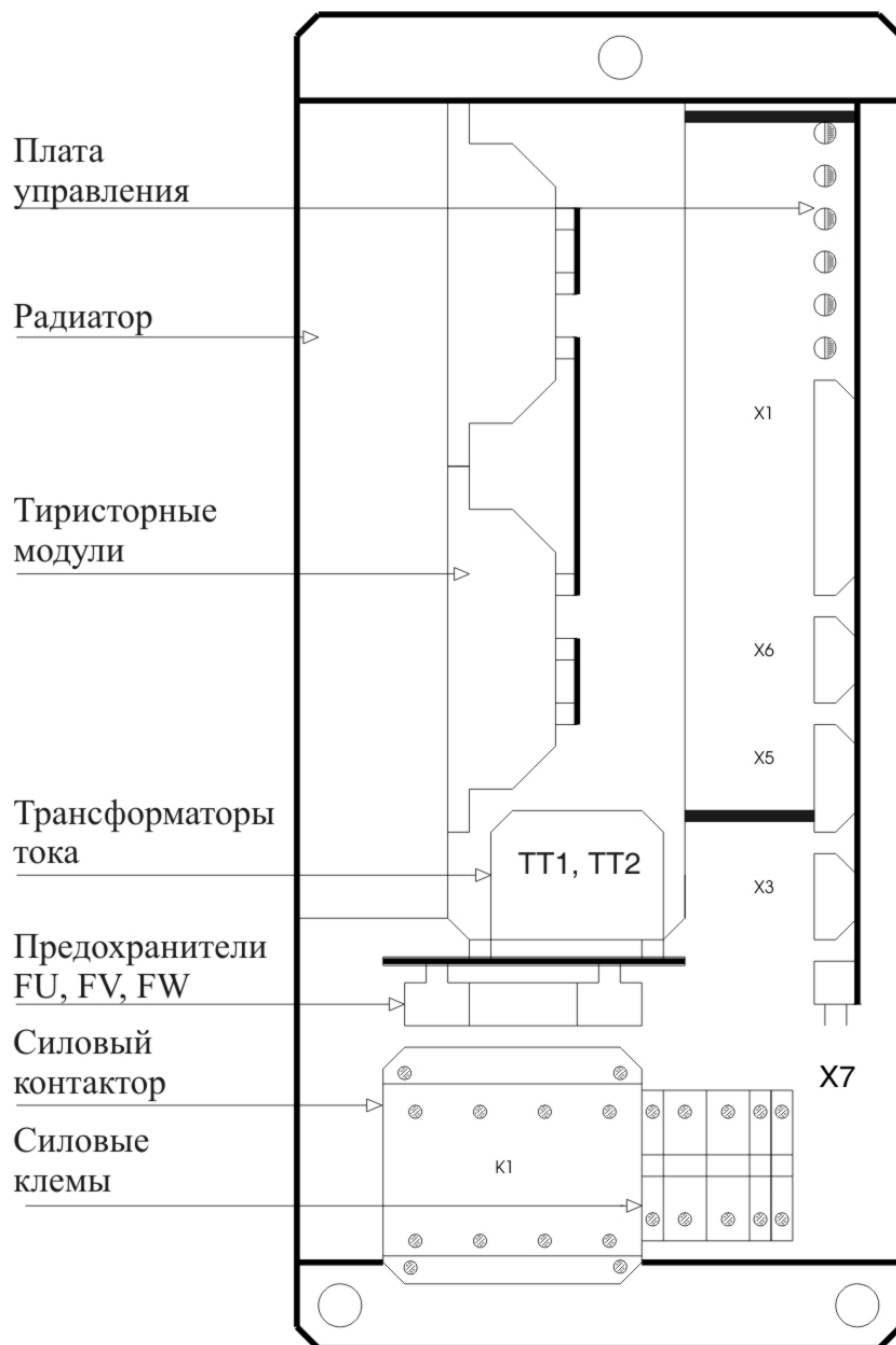 Плата
управления
Радиатор
X1
Тиристорные
модули
X6
X5
Трансформаторы
тока
TT1, TT2
X3
Предохранители
FU, FV, FW
Силовый
контактор
X7
Силовые
клемы
K1